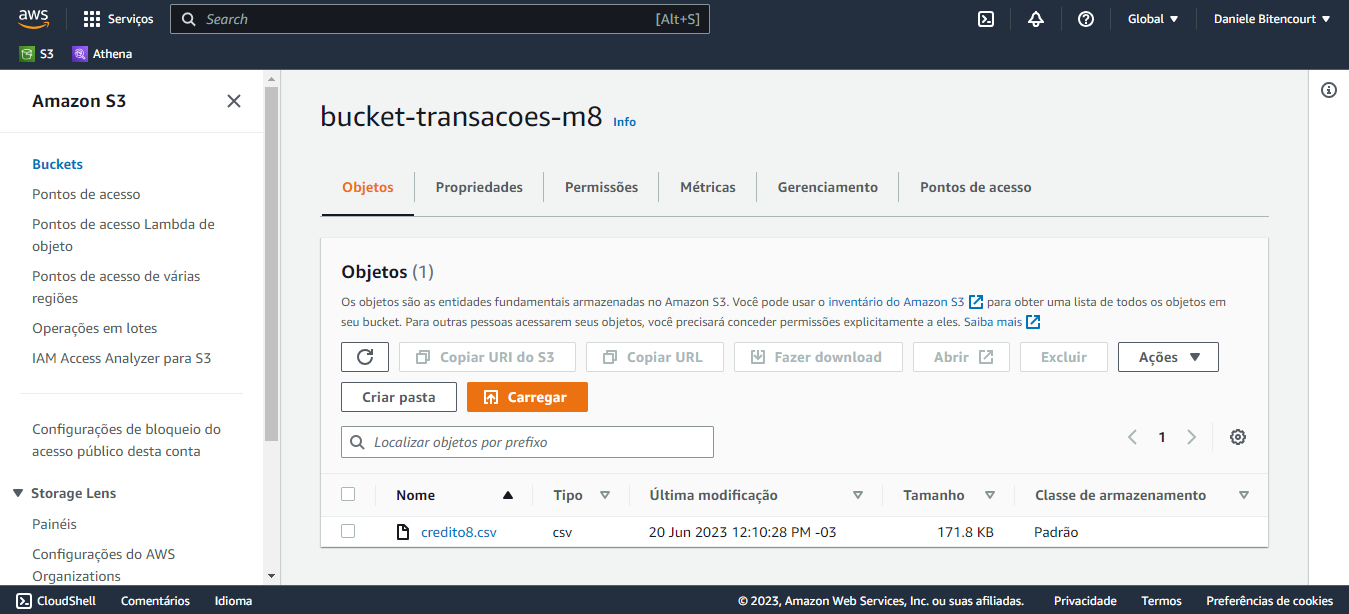 aws
Serviços
Search
[Alt+S]
Global ▼
Daniele Bitencourt ▼
S3
Athena
Amazon S3
Buckets
Pontos de acesso
Pontos de acesso Lambda de
objeto
Pontos de acesso de várias
regiões
Operações em lotes
IAM Access Analyzer para S3
Configurações de bloqueio do
acesso público desta conta
▼ Storage Lens
Painéis
Configurações do AWS
Organizations
bucket-transacoes-m8 Info
Objetos
Propriedades
Permissões
Métricas
Gerenciamento
Pontos de acesso
Objetos (1)
Os objetos são as entidades fundamentais armazenadas no Amazon S3. Você pode usar o inventário do Amazon S3 para obter uma lista de todos os objetos em
seu bucket. Para outras pessoas acessarem seus objetos, você precisará conceder permissões explicitamente a eles. Saiba mais
Copiar URI do S3
Copiar URL
Fazer download
Abrir
Excluir
Ações ▼
Criar pasta
Carregar
Localizar objetos por prefixo
1
Nome
Tipo
Última modificação
Tamanho
Classe de armazenamento
credito8.csv
csv
20 Jun 2023 12:10:28 PM -03
171.8 KB
Padrão
CloudShell
Comentários
Idioma
© 2023, Amazon Web Services, Inc. ou suas afiliadas.
Privacidade
Termos
Preferências de cookies